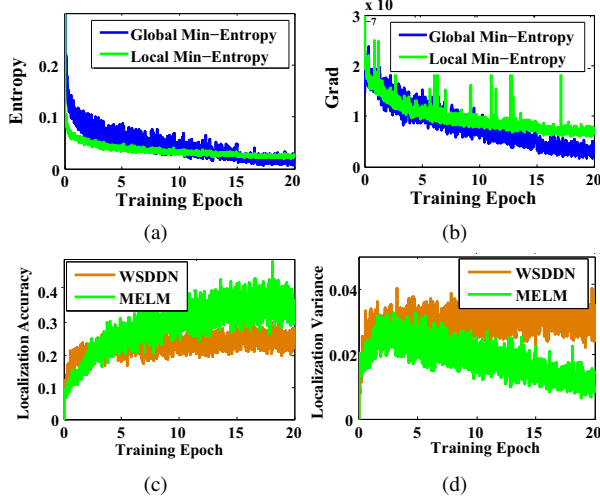 x 10
-7
3
Global Min-Entropy
Local Min-Entropy
0.2
0.1
0
Entropy
0 5 10 15 20
Training Epoch
(a)
Global Min-Entropy
Local Min-Entropy
2
1
0
Grad
0 5 10 15 20
Training Epoch
(b)
WSDDN
MELM
0.4
0.3
0.2
0.1
0
Localization Accuracy
0 5 10 15 20
Training Epoch
(c)
WSDDN
MELM
0.04
0.02
0
Localization Variance
0 5 10 15 20
Training Epoch
(d)